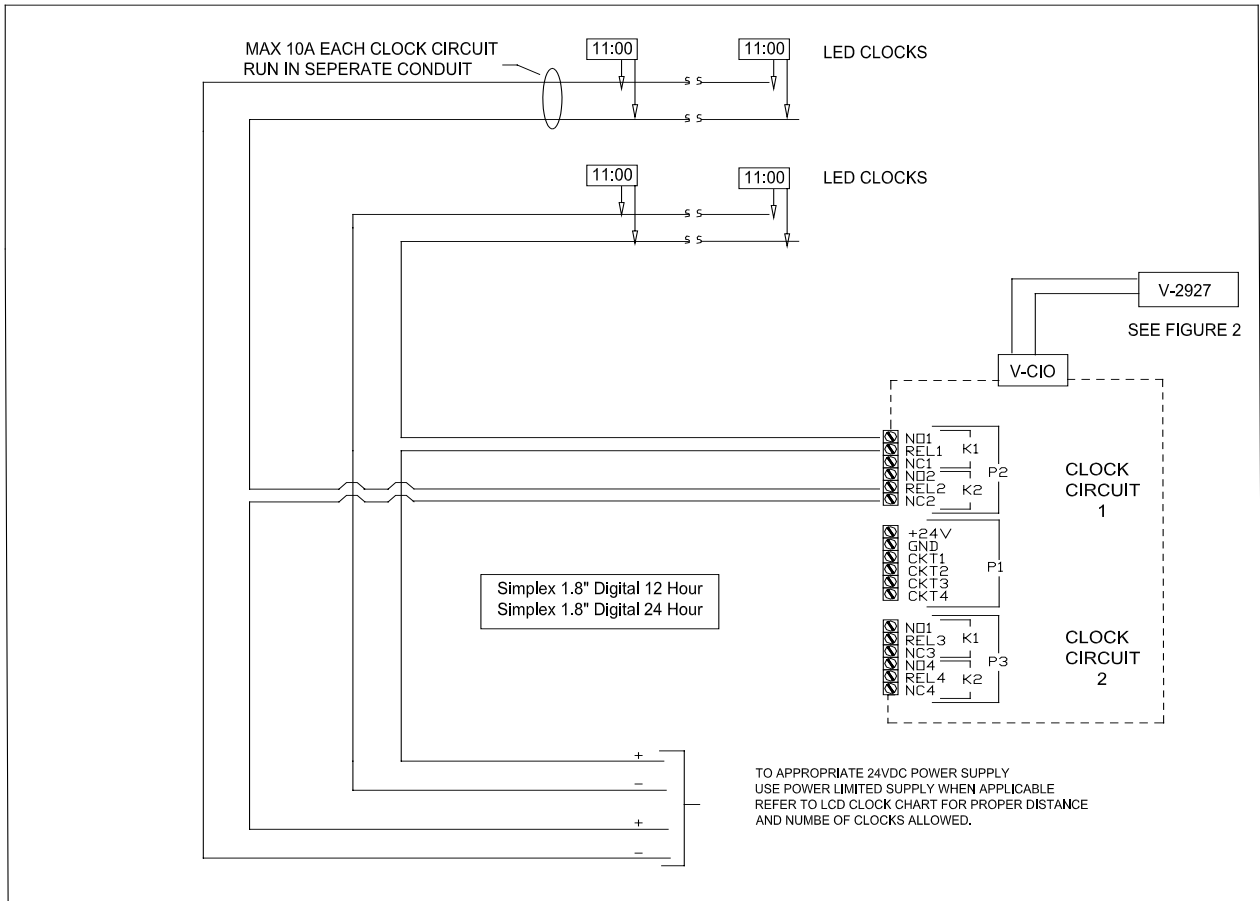 MAX 10A EACH CLOCK CIRCUIT
RUN IN SEPERATE CONDUIT
11:00
11:00
LED CLOCKS
S S
S S
11:00
11:00
LED CLOCKS
S S
S S
V-2927
SEE FIGURE 2
V-CIO
NO1
REL1
NC1
NO2
REL2
NC2
K1
K2
P2
CLOCK
CIRCUIT
1
+24V
GND
CKT1
CKT2
CKT3
CKT4
P1
Simplex 1.8" Digital 12 Hour
Simplex 1.8" Digital 24 Hour
NO1
REL3
NC3
NO4
REL4
NC4
K1
K2
P3
CLOCK
CIRCUIT
2
+
−
+
−
TO APPROPRIATE 24VDC POWER SUPPLY
USE POWER LIMITED SUPPLY WHEN APPLICABLE
REFER TO LCD CLOCK CHART FOR PROPER DISTANCE
AND NUMBE OF CLOCKS ALLOWED.